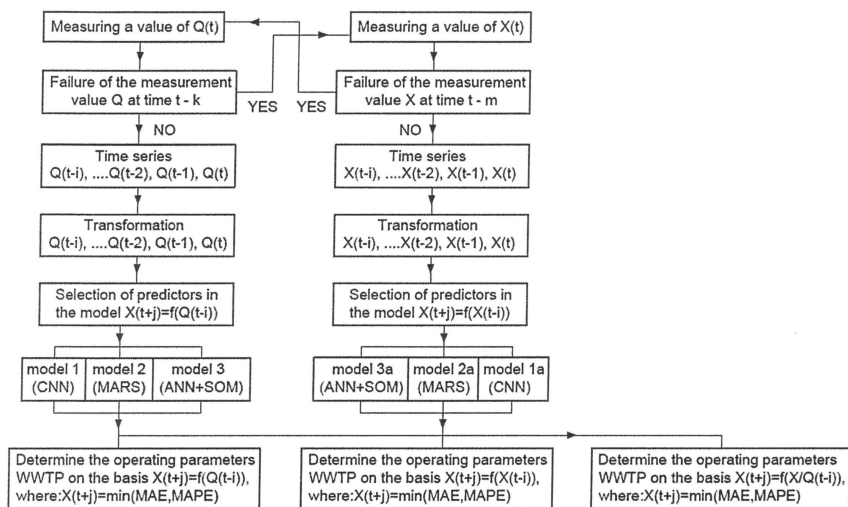 Measuring a value of Q(t)
Measuring a value of X(t)
Failure of the measurement
value Q at time t - k
YES
YES
Failure of the measurement
value X at time t - m
NO
NO
Time series
Q(t-i), ....Q(t-2), Q(t-1), Q(t)
Time series
X(t-i), ....X(t-2), X(t-1), X(t)
Transformation
Q(t-i), ....Q(t-2), Q(t-1), Q(t)
Transformation
X(t-i), ....X(t-2), X(t-1), X(t)
Selection of predictors in
the model X(t+j)=f(Q(t-i))
Selection of predictors in
the model X(t+j)=f(X(t-i))
model 1
(CNN)
model 2
(MARS)
model 3
(ANN+SOM)
model 3a
(ANN+SOM)
model 2a
(MARS)
model 1a
(CNN)
Determine the operating parameters
WWTP on the basis X(t+j)=f(Q(t-i)),
where:X(t+j)=min(MAE,MAPE)
Determine the operating parameters
WWTP on the basis X(t+j)=f(X(t-i)),
where:X(t+j)=min(MAE,MAPE)
Determine the operating parameters
WWTP on the basis X(t+j)=f(X/Q(t-i)),
where:X(t+j)=min(MAE,MAPE)